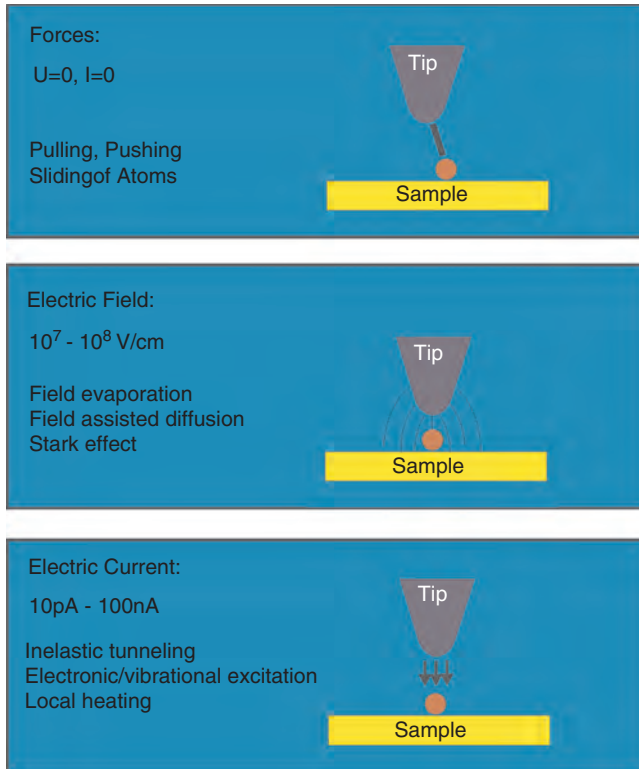 Forces:
U=0, I=0
Pulling, Pushing
Slidingof Atoms
Tip
Sample
Electric Field:
10⁷ - 10⁸ V/cm
Field evaporation
Field assisted diffusion
Stark effect
Tip
Sample
Electric Current:
10pA - 100nA
Inelastic tunneling
Electronic/vibrational excitation
Local heating
Tip
Sample